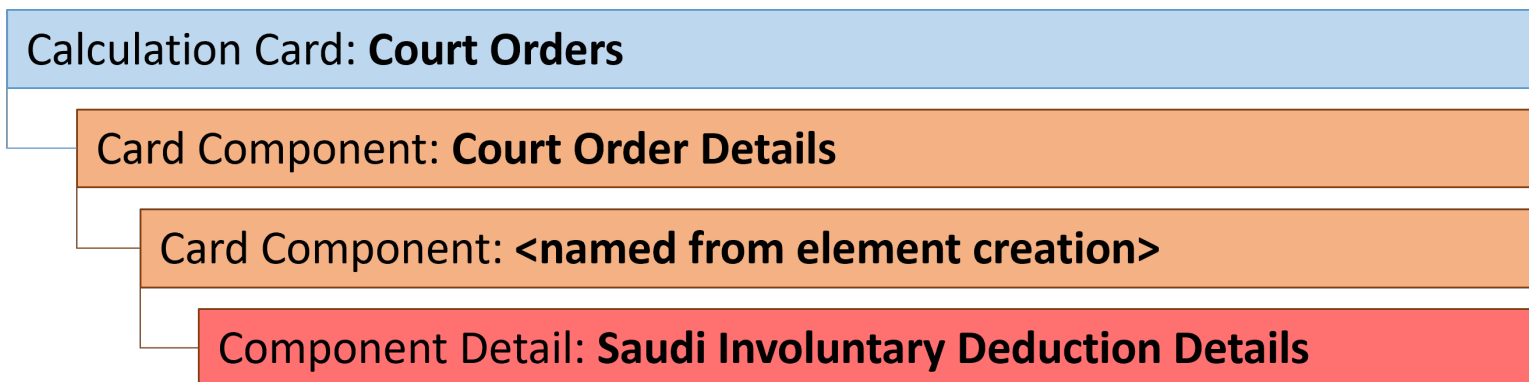 Calculation Card: Court Orders
Card Component: Court Order Details
Card Component: <named from element creation>
Component Detail: Saudi Involuntary Deduction Details